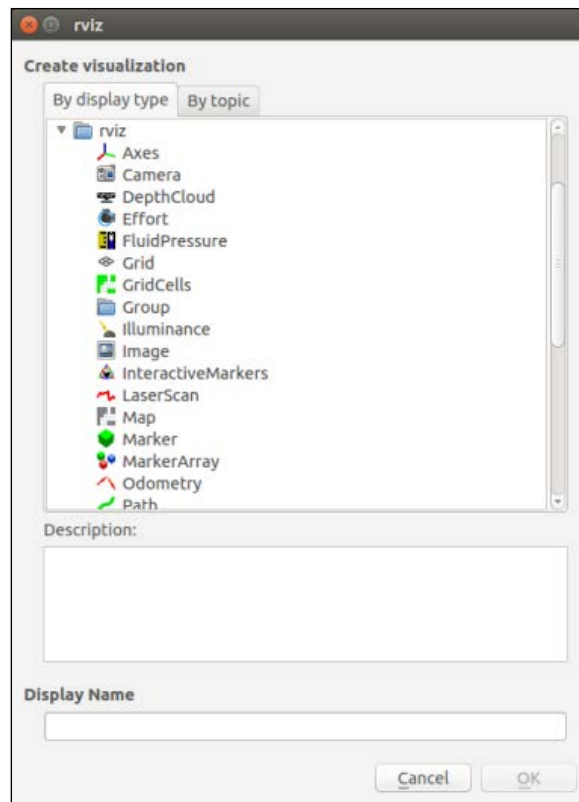 rviz
Create visualization
By display type By topic
rviz
Axes
Camera
DepthCloud
Effort
FluidPressure
Grid
GridCells
Group
Illuminance
Image
InteractiveMarkers
LaserScan
Map
Marker
MarkerArray
Odometry
Path
Description:
Display Name
Cancel OK